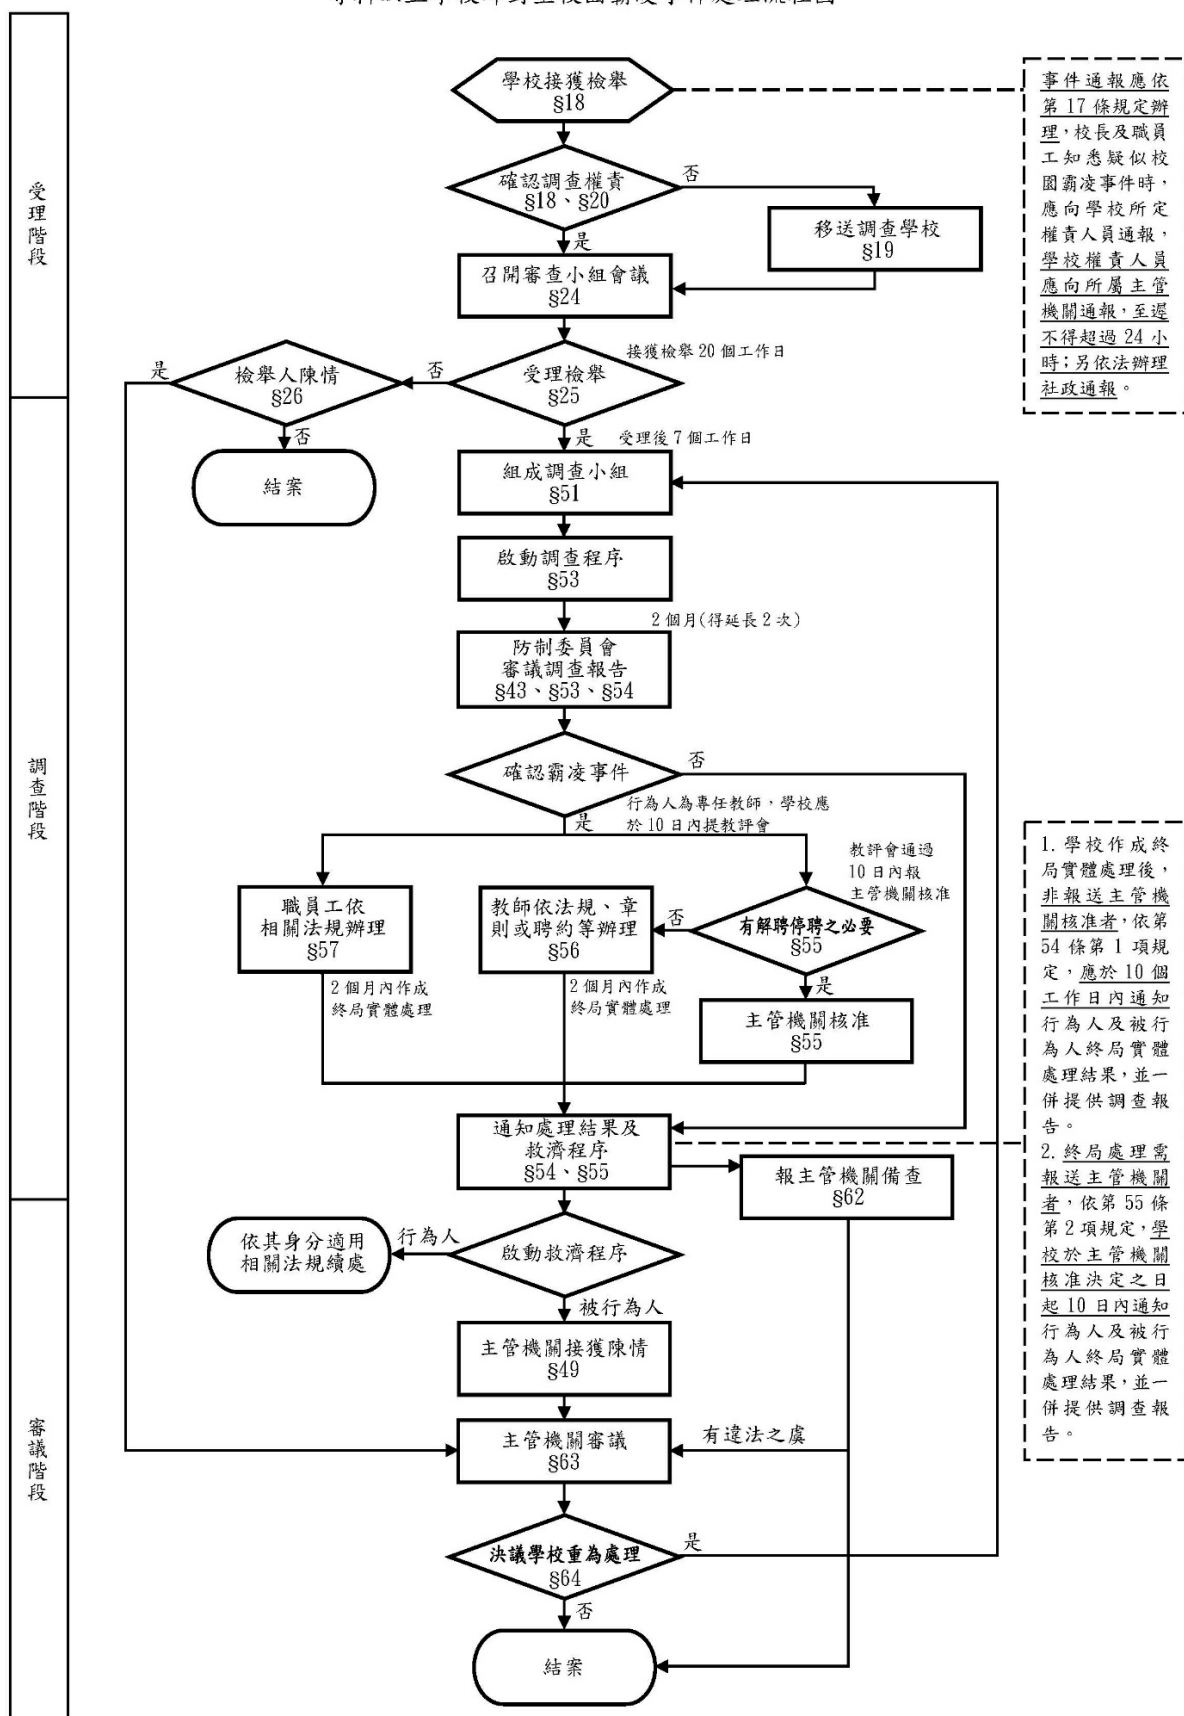 學校接獲檢舉
§18
事件通報應依
第 17 條規定辦
理，校長及職員
工知悉疑似校
園霸凌事件時，
應向學校所定
權責人員通報，
學校權責人員
應向所屬主管
機關通報，至遲
不得超過 24 小
時；另依法辦理
社政通報。
受理階段
確認調查權責
§18、§20
否
是
移送調查學校
§19
召開審查小組會議
§24
接獲檢舉 20 個工作日
受理檢舉
§25
否
檢舉人陳情
§26
是
否
結案
是
受理後 7 個工作日
調查階段
組成調查小組
§51
啟動調查程序
§53
2 個月(得延長 2 次)
防制委員會
審議調查報告
§43、§53、§54
確認霸凌事件
否
是
行為人為專任教師，學校應
於 10 日內提教評會
教評會通過
10 日內報
主管機關核准
職員工依
相關法規辦理
§57
教師依法規、章
則或聘約等辦理
§56
否
有解聘停聘之必要
§55
2 個月內作成
終局實體處理
2 個月內作成
終局實體處理
是
主管機關核准
§55
1. 學校作成終
局實體處理後，
非報送主管機
關核准者，依第
54 條第 1 項規
定，應於 10 個
工作日內通知
行為人及被行
為人終局實體
處理結果，並一
併提供調查報
告。
2. 終局處理需
報送主管機關
者，依第 55 條
第 2 項規定，學
校於主管機關
核准決定之日
起 10 日內通知
行為人及被行
為人終局實體
處理結果，並一
併提供調查報
告。
通知處理結果及
救濟程序
§54、§55
報主管機關備查
§62
審議階段
啟動救濟程序
行為人
依其身分適用
相關法規續處
被行為人
主管機關接獲陳情
§49
主管機關審議
§63
有違法之虞
決議學校重為處理
§64
是
否
結案